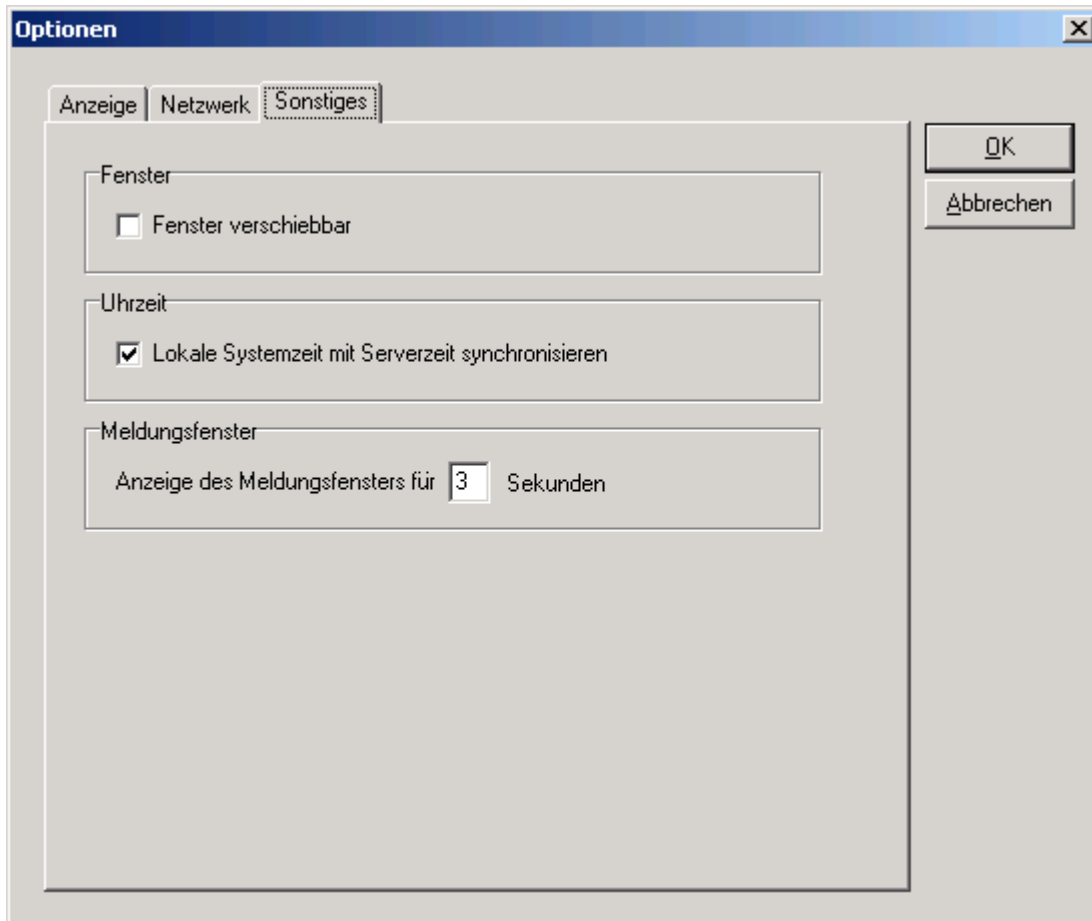 Optionen
Anzeige Netzwerk Sonstiges
OK
Fenster
Abbrechen
Fenster verschiebbar
Uhrzeit
Lokale Systemzeit mit Serverzeit synchronisieren
Meldungsfenster
Anzeige des Meldungsfensters für 3 Sekunden